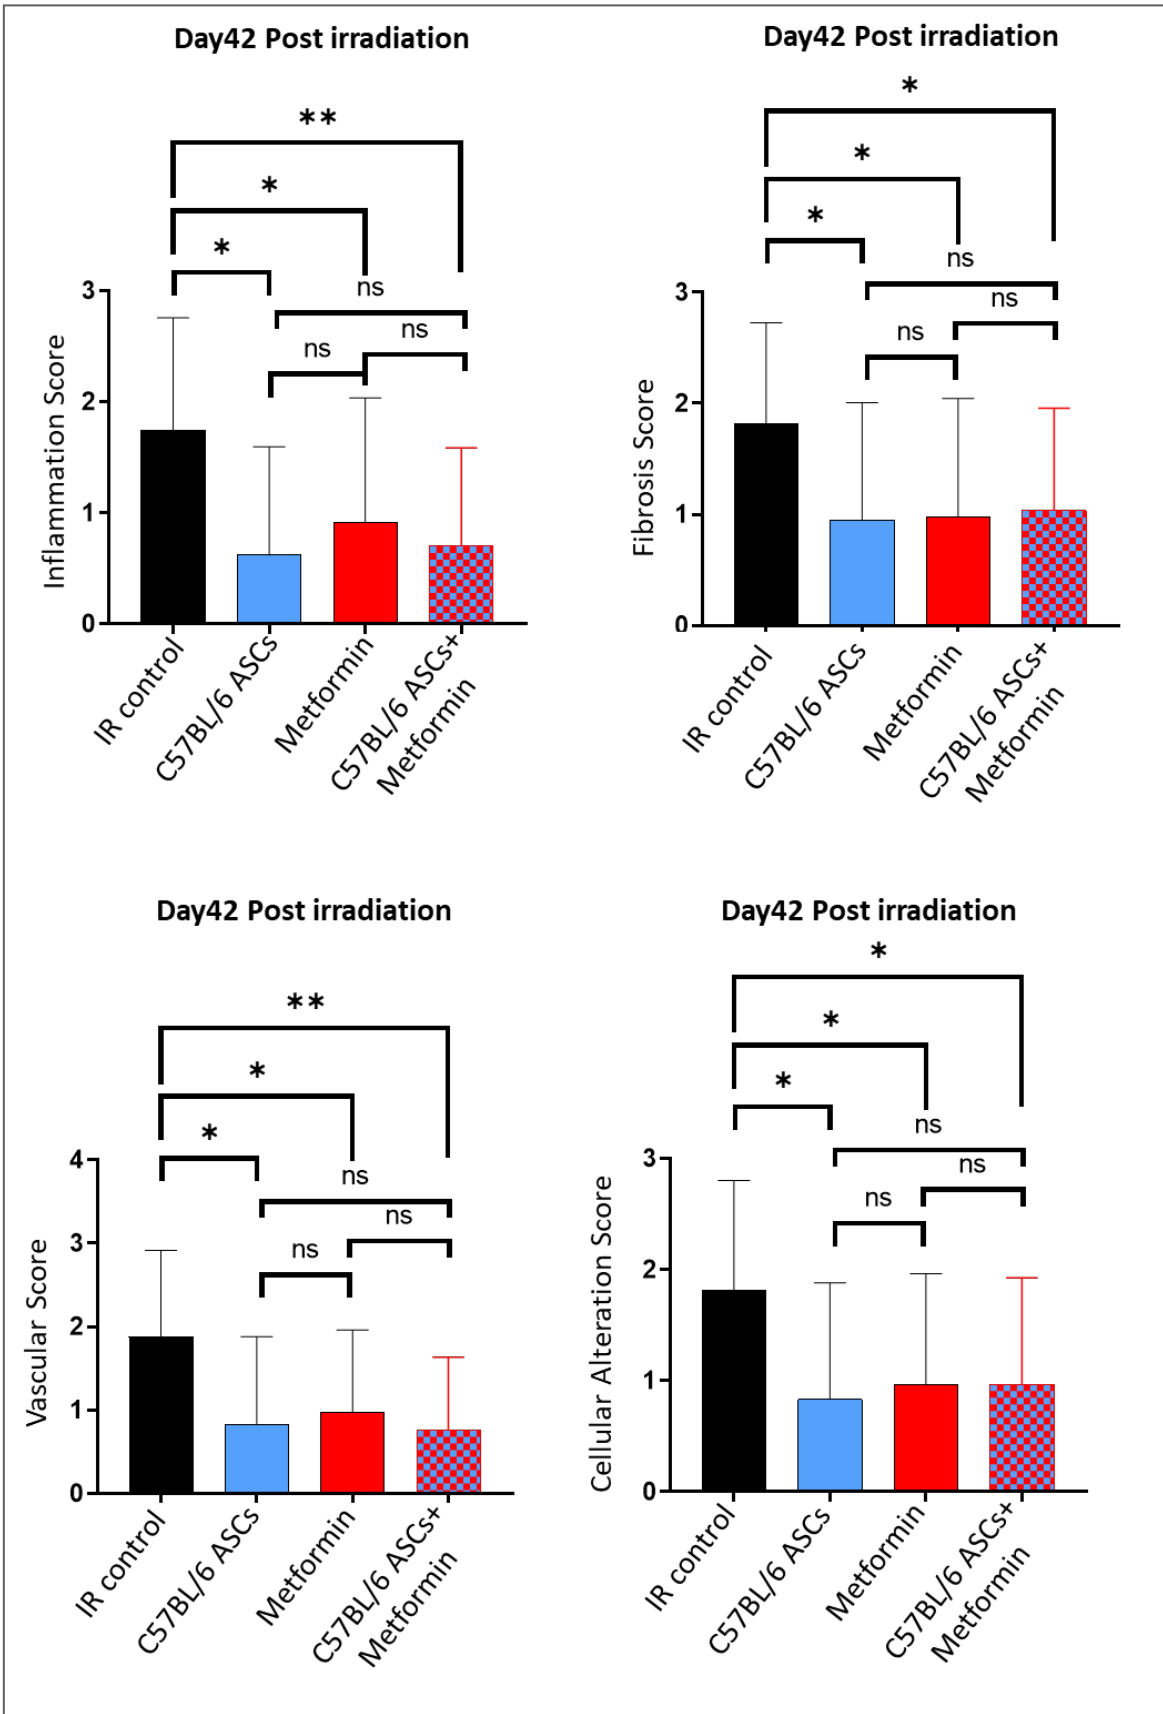 Day42 Post irradiation
**
*
*
ns
ns
ns
3
2
1
0
Inflammation Score
IR control
C57BL/6 ASCs
Metformin
C57BL/6 ASCs+
Metformin
Day42 Post irradiation
*
*
*
ns
ns
ns
3
2
1
0
Fibrosis Score
IR control
C57BL/6 ASCs
Metformin
C57BL/6 ASCs+
Metformin
Day42 Post irradiation
**
*
*
ns
ns
ns
4
3
2
1
0
Vascular Score
IR control
C57BL/6 ASCs
Metformin
C57BL/6 ASCs+
Metformin
Day42 Post irradiation
*
*
*
ns
ns
ns
3
2
1
0
Cellular Alteration Score
IR control
C57BL/6 ASCs
Metformin
C57BL/6 ASCs+
Metformin